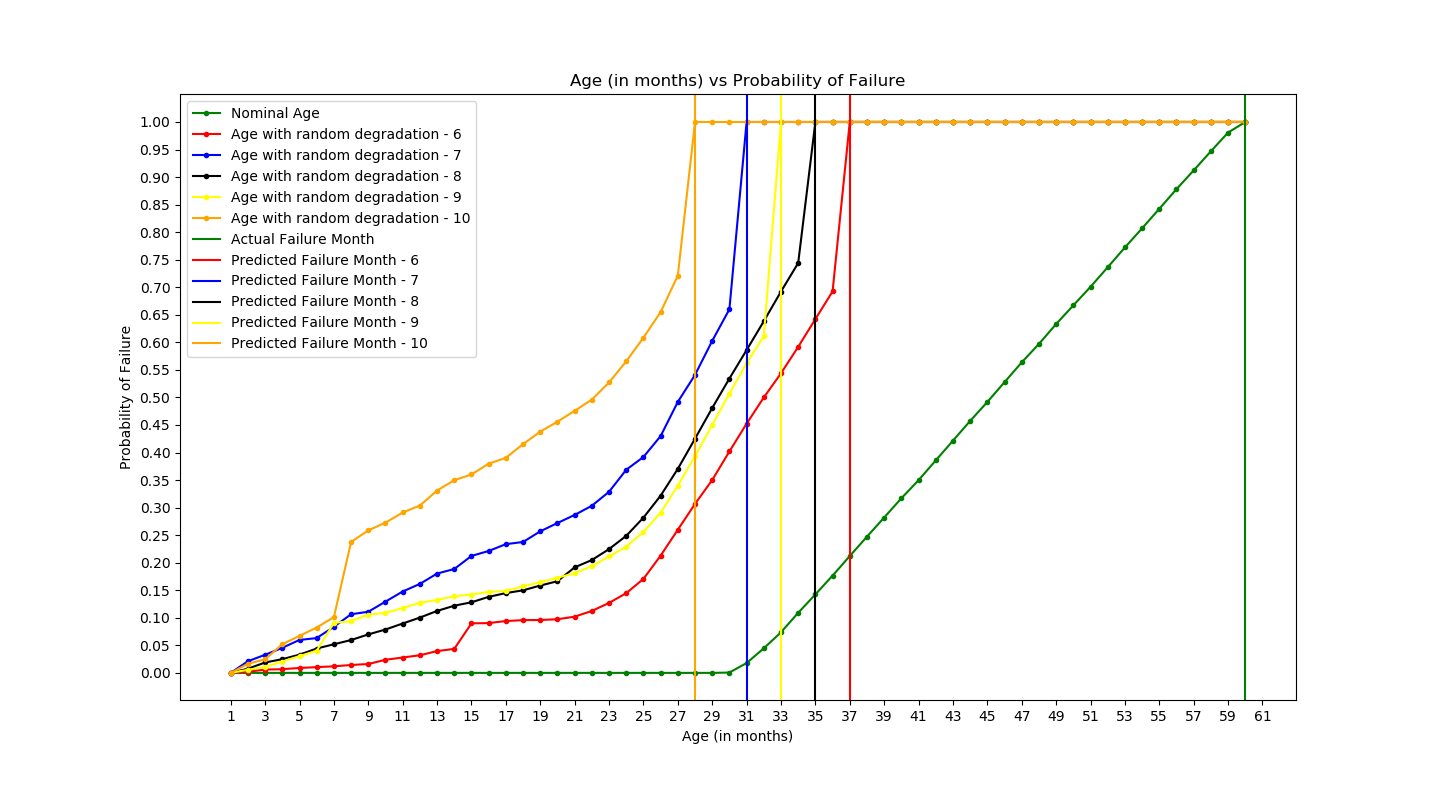 Age (in months) vs Probability of Failure
Nominal Age
Age with random degradation - 6
Age with random degradation - 7
Age with random degradation - 8
Age with random degradation - 9
Age with random degradation - 10
Actual Failure Month
Predicted Failure Month - 6
Predicted Failure Month - 7
Predicted Failure Month - 8
Predicted Failure Month - 9
Predicted Failure Month - 10
Probability of Failure
1.00
0.95
0.90
0.85
0.80
0.75
0.70
0.65
0.60
0.55
0.50
0.45
0.40
0.35
0.30
0.25
0.20
0.15
0.10
0.05
0.00
1 3 5 7 9 11 13 15 17 19 21 23 25 27 29 31 33 35 37 39 41 43 45 47 49 51 53 55 57 59 61
Age (in months)